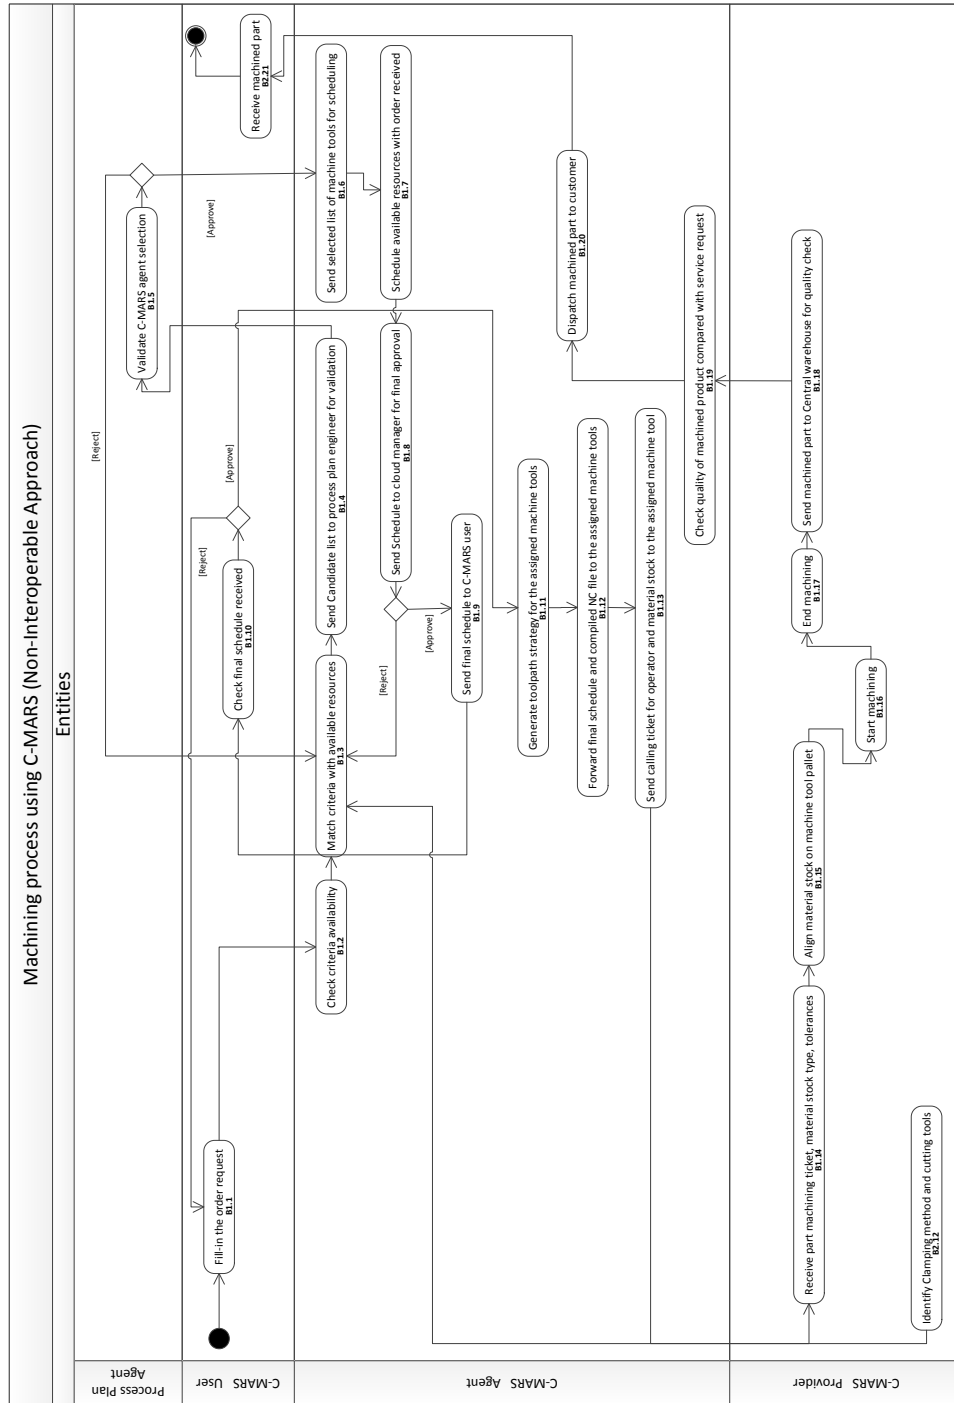 Machining process using C-MARS (Non-Interoperable Approach)
Entities
Process Plan
Agent
C-MARS User
C-MARS Agent
C-MARS Provider
Fill-in the order request
B1.1
Check criteria availability
B1.2
Match criteria with available resources
B1.3
Send Candidate list to process plan engineer for validation
B1.4
Validate C-MARS agent selection
B1.5
[Reject]
[Approve]
Send selected list of machine tools for scheduling
B1.6
Schedule available resources with order received
B1.7
Send Schedule to cloud manager for final approval
B1.8
[Reject]
[Approve]
Send final schedule to C-MARS user
B1.9
Check final schedule received
B1.10
[Reject]
[Approve]
Generate toolpath strategy for the assigned machine tools
B1.11
Forward final schedule and compiled NC file to the assigned machine tools
B1.12
Send calling ticket for operator and material stock to the assigned machine tool
B1.13
Receive part machining ticket, material stock type, tolerances
B1.14
Align material stock on machine tool pallet
B1.15
Start machining
B1.16
End machining
B1.17
Send machined part to Central warehouse for quality check
B1.18
Check quality of machined product compared with service request
B1.19
Dispatch machined part to customer
B1.20
Receive machined part
B2.21
Identify Clamping method and cutting tools
B2.12